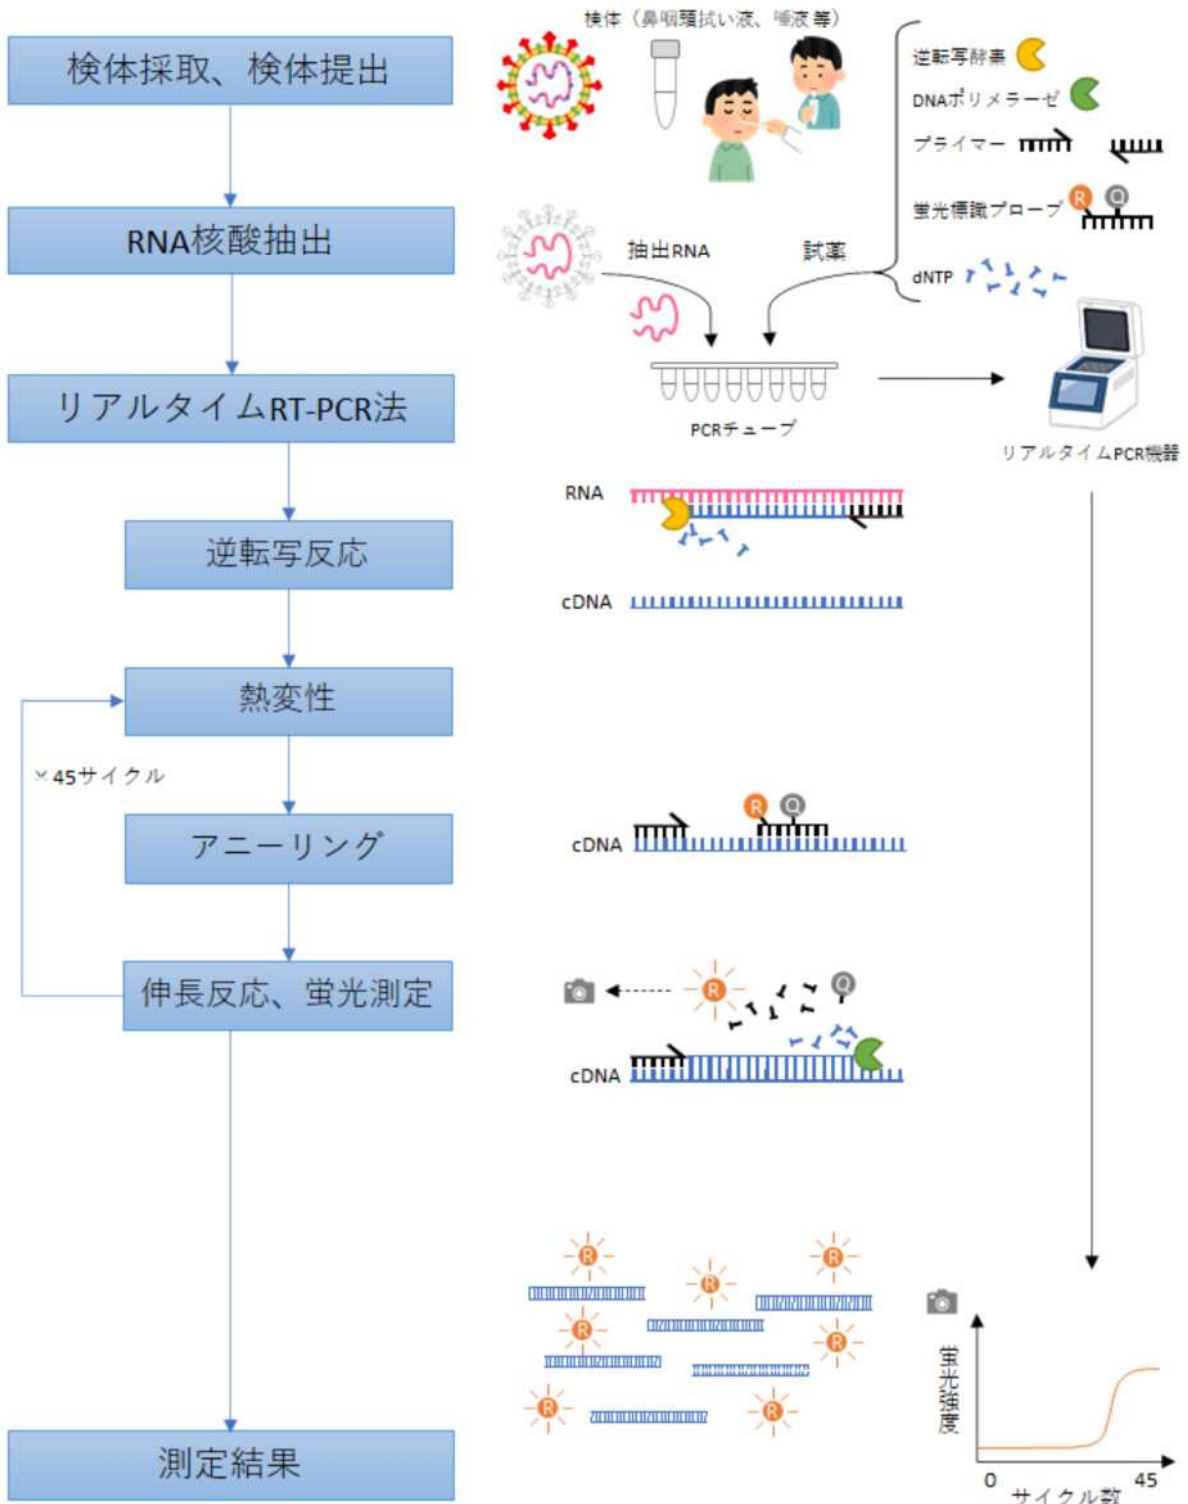 検体採取、検体提出
検体（鼻咽頭拭い液、唾液等）
逆転写酵素
DNAポリメラーゼ
プライマー
蛍光標識プローブ
R
Q
dNTP
RNA核酸抽出
抽出RNA
試薬
リアルタイムRT-PCR法
PCRチューブ
リアルタイムPCR機器
RNA
逆転写反応
cDNA
熱変性
×45サイクル
アニーリング
R
Q
cDNA
伸長反応、蛍光測定
R
Q
cDNA
R
R
R
R
R
R
R
蛍光強度
0
45
サイクル数
測定結果